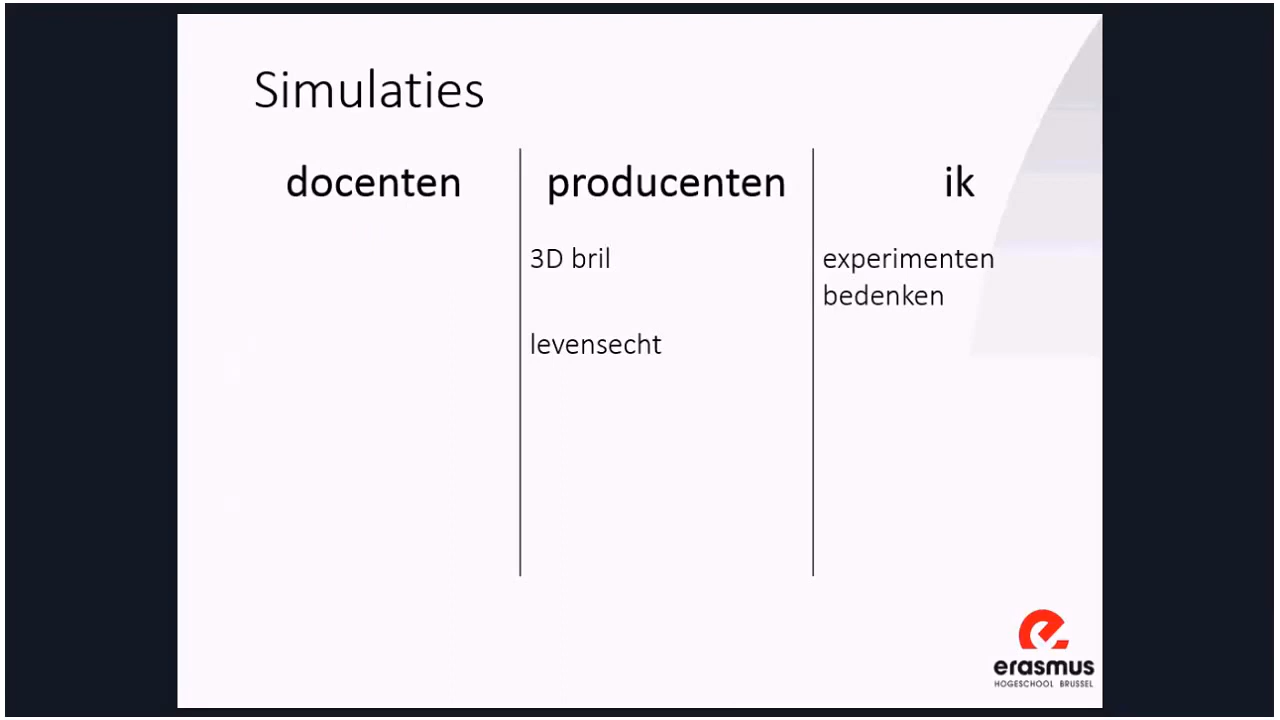 Simulaties
docenten
producenten
ik
3D bril
levensecht
experimenten
bedenken
erasmus
HOGESCHOOL BRUSSEL